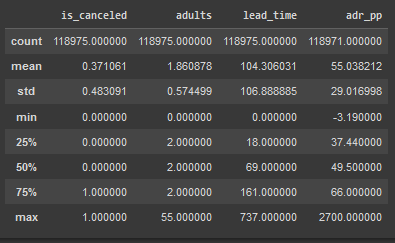 is_canceled adults lead_time adr_pp
count 118975.000000 118975.000000 118975.000000 118971.000000
mean 0.371061 1.860878 104.306031 55.038212
std 0.483091 0.574499 106.888885 29.016998
min 0.000000 0.000000 0.000000 -3.190000
25% 0.000000 2.000000 18.000000 37.440000
50% 0.000000 2.000000 69.000000 49.500000
75% 1.000000 2.000000 161.000000 66.000000
max 1.000000 55.000000 737.000000 2700.000000